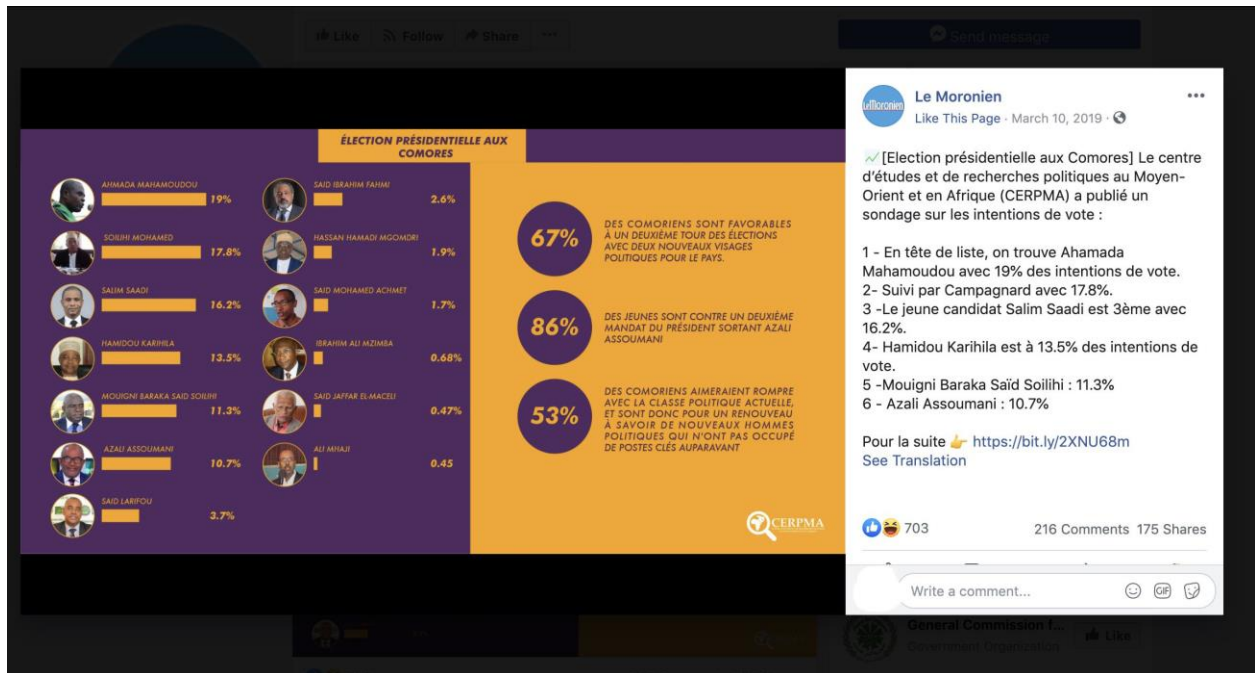 Like
Follow
Share
Send message
ÉLECTION PRÉSIDENTIELLE AUX
COMORES
AHMADA MAHAMOUDOU
19%
SOILIHI MOHAMED
17.8%
SALIM SAADI
16.2%
HAMIDOU KARIHILA
13.5%
MOUIGNI BARAKA SAID SOILIHI
11.3%
AZALI ASSOUMANI
10.7%
SAID LARIFOU
3.7%
SAID IBRAHIM FAHMI
2.6%
HASSAN HAMADI MGOMDRI
1.9%
SAID MOHAMED ACHMET
1.7%
IBRAHIM ALI MZIMBA
0.68%
SAID JAFFAR EL-MACELI
0.47%
ALI MHAJI
0.45
67%
DES COMORIENS SONT FAVORABLES
À UN DEUXIÈME TOUR DES ÉLECTIONS
AVEC DEUX NOUVEAUX VISAGES
POLITIQUES POUR LE PAYS.
86%
DES JEUNES SONT CONTRE UN DEUXIÈME
MANDAT DU PRÉSIDENT SORTANT AZALI
ASSOUMANI
53%
DES COMORIENS AIMERAIENT ROMPRE
AVEC LA CLASSE POLITIQUE ACTUELLE,
ET SONT DONC POUR UN RENOUVEAU
À SAVOIR DE NOUVEAUX HOMMES
POLITIQUES QUI N'ONT PAS OCCUPÉ
DE POSTES CLÉS AUPARAVANT
CERPMA
LeMoronien
Le Moronien
Like This Page · March 10, 2019 ·
[Election présidentielle aux Comores] Le centre
d'études et de recherches politiques au Moyen-
Orient et en Afrique (CERPMA) a publié un
sondage sur les intentions de vote :
1 - En tête de liste, on trouve Ahamada
Mahamoudou avec 19% des intentions de vote.
2- Suivi par Campagnard avec 17.8%.
3 -Le jeune candidat Salim Saadi est 3ème avec
16.2%.
4- Hamidou Karihila est à 13.5% des intentions de
vote.
5 -Mouigni Baraka Saïd Soilihi : 11.3%
6 - Azali Assoumani : 10.7%
Pour la suite 👉 https://bit.ly/2XNU68m
See Translation
703
216 Comments 175 Shares
Write a comment...
GIF
General Commission f...
Government Organization
Like